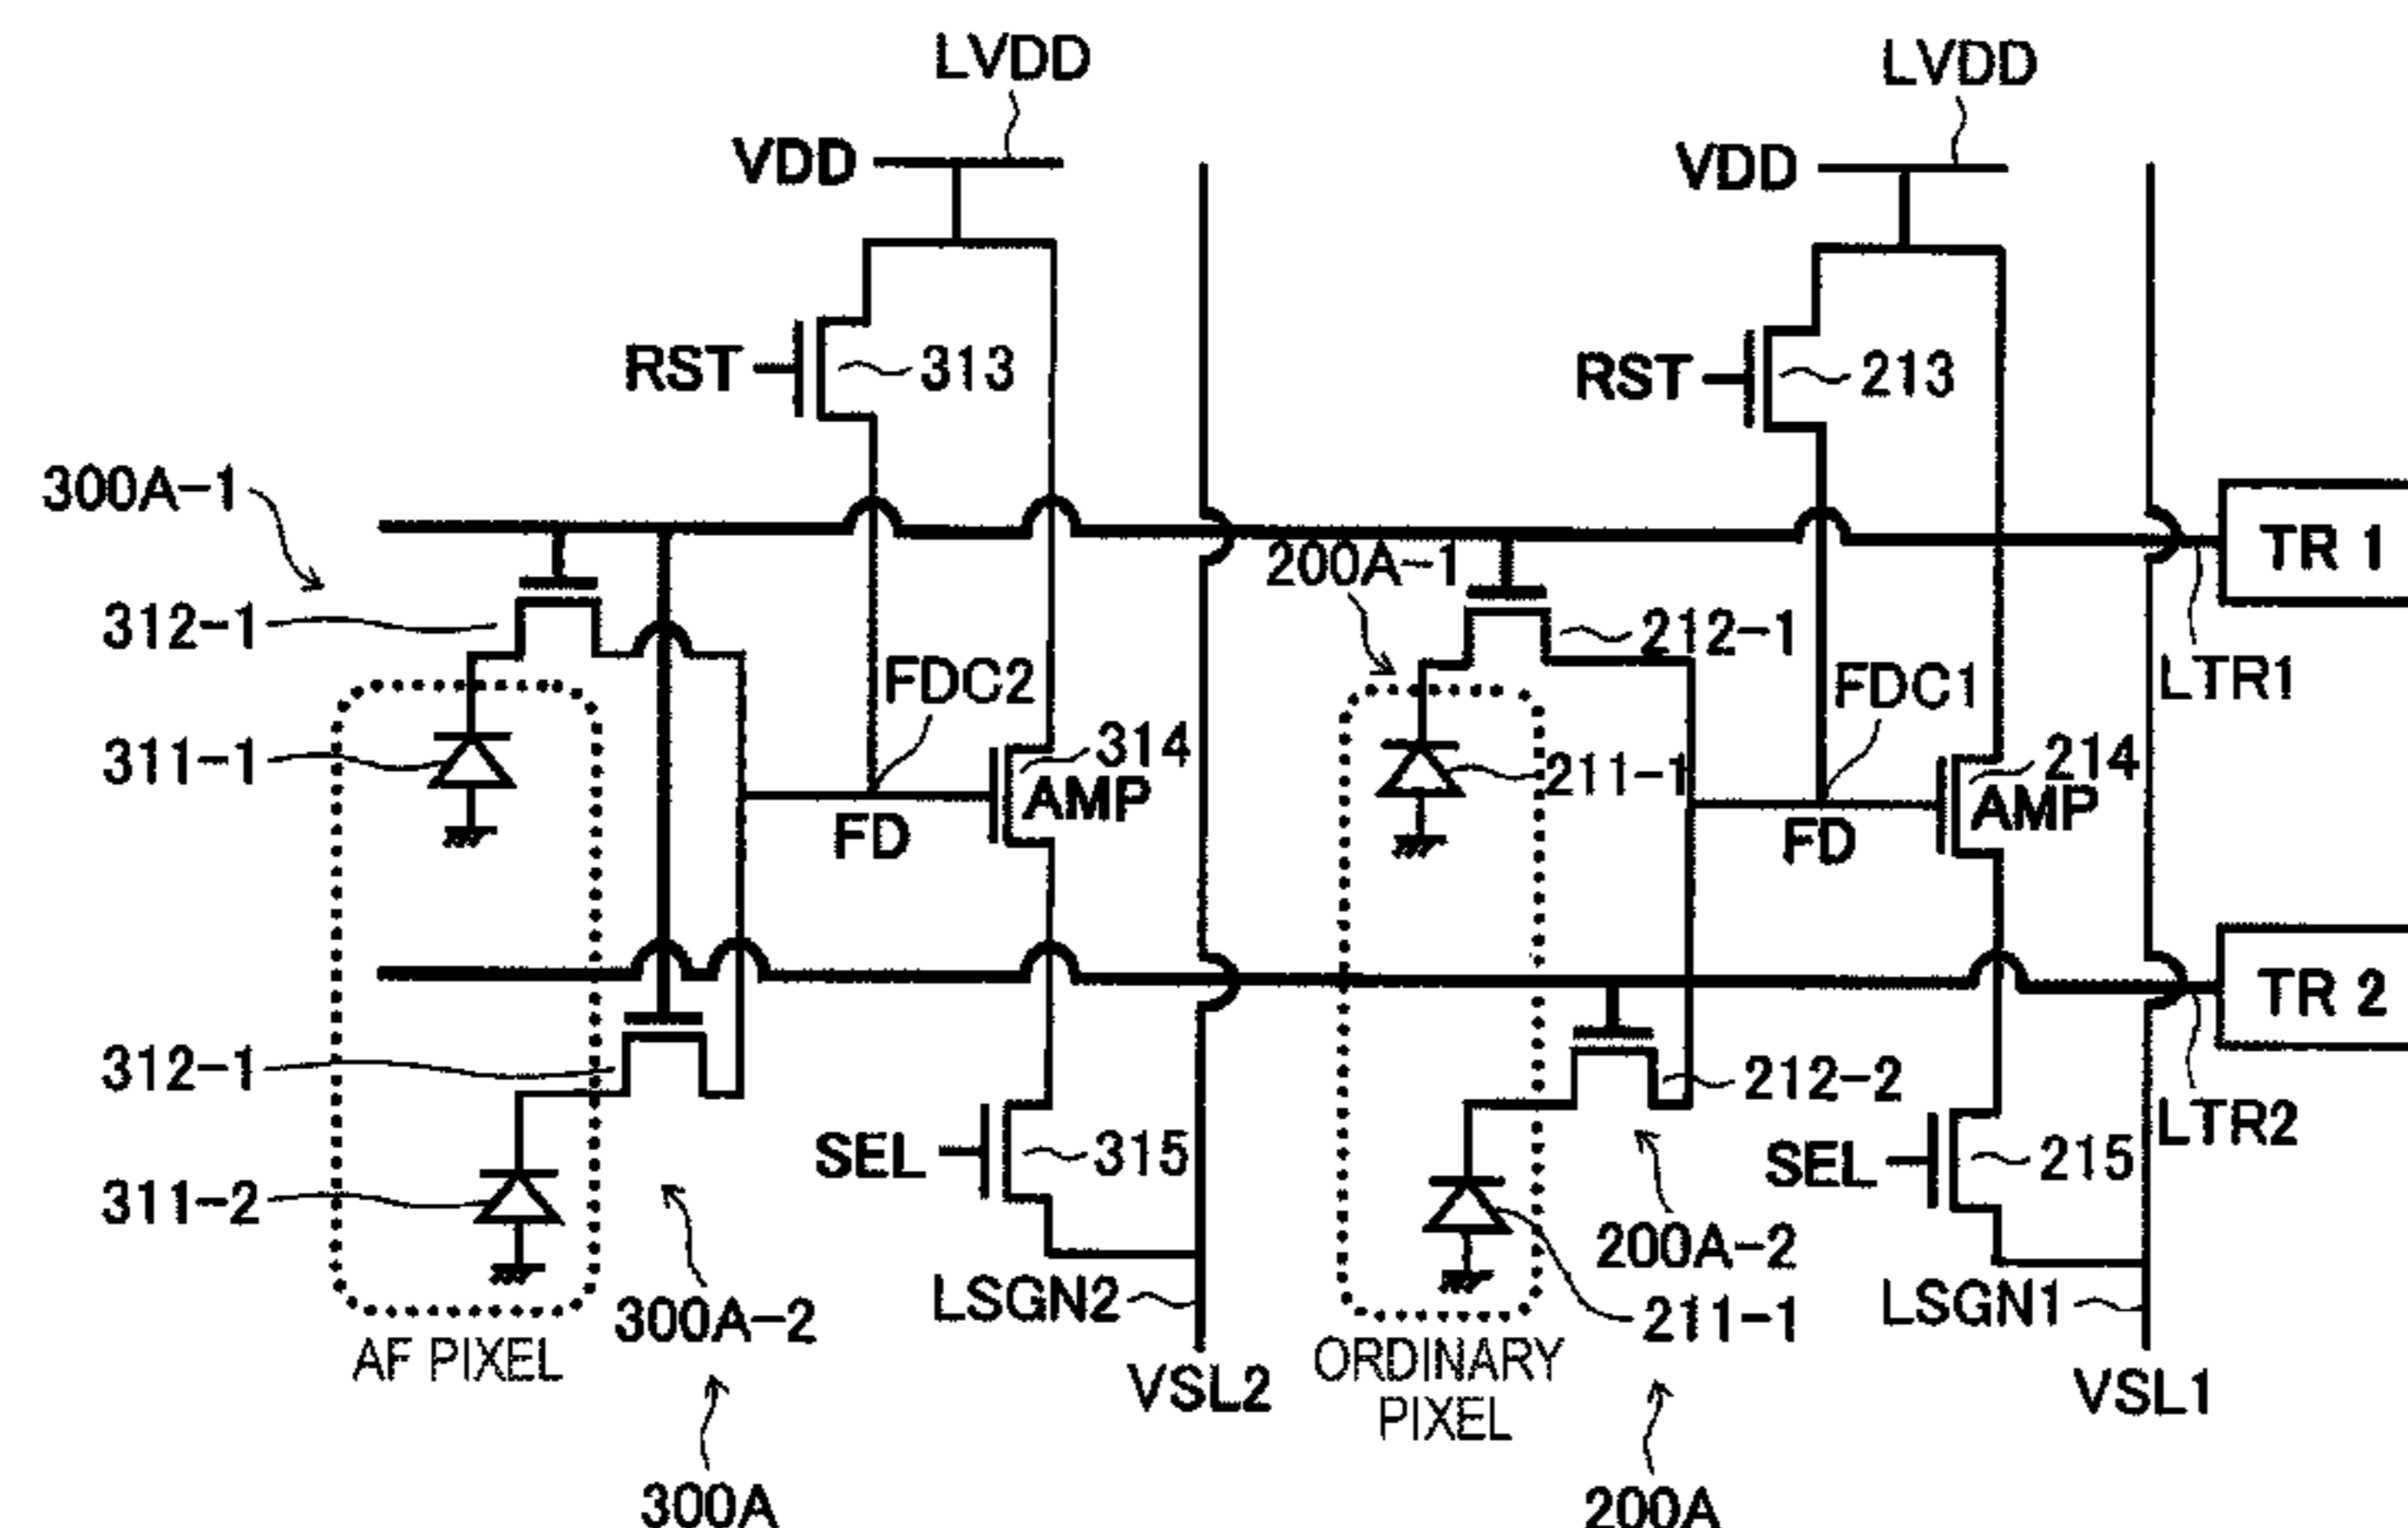 LVDD
LVDD
VDD
VDD
RST
313
RST
213
300A-1
TR 1
200A-1
312-1
212-1
FDC2
FDC1
LTR1
311-1
314
211-1
214
AMP
AMP
FD
FD
TR 2
312-1
212-2
SEL
315
SEL
215
LTR2
311-2
200A-2
300A-2
LSGN2
211-1
LSGN1
AF PIXEL
VSL2
ORDINARY
PIXEL
VSL1
300A
200A